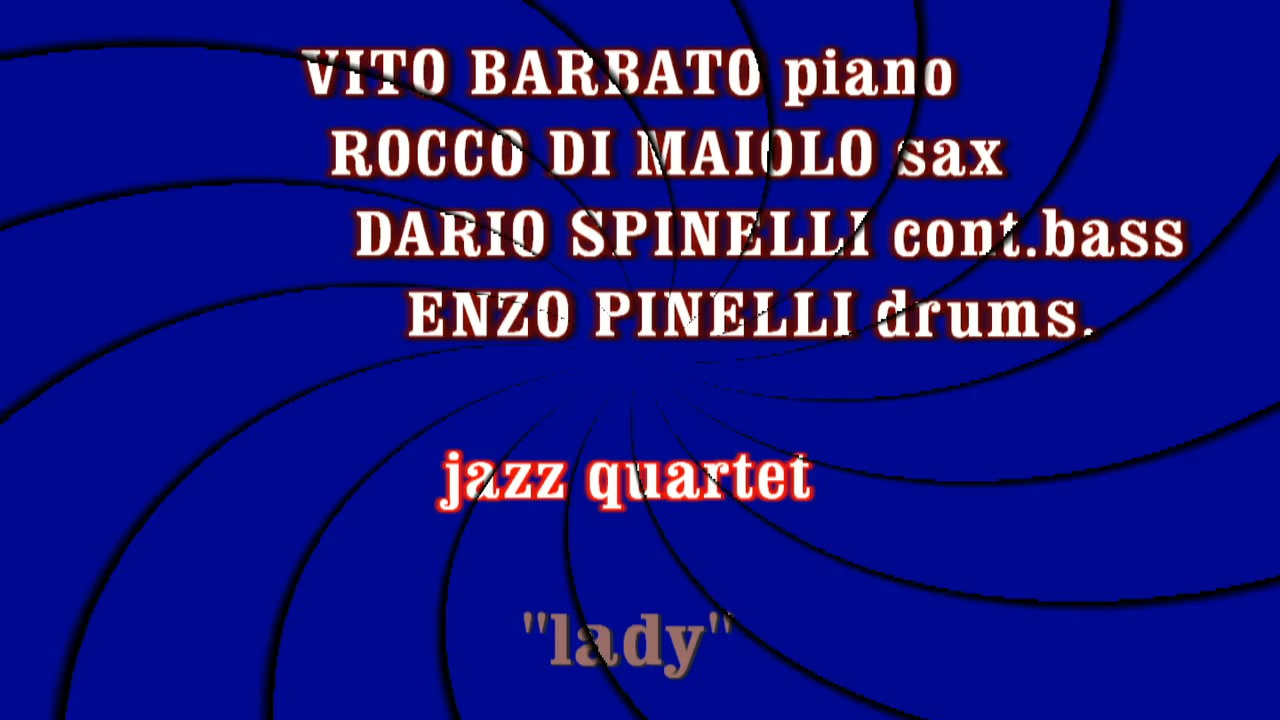 VITO BARBATO piano
ROCCO DI MAIOLO sax
DARIO SPINELLI cont.bass
ENZO PINELLI drums.
jazz quartet
"lady"